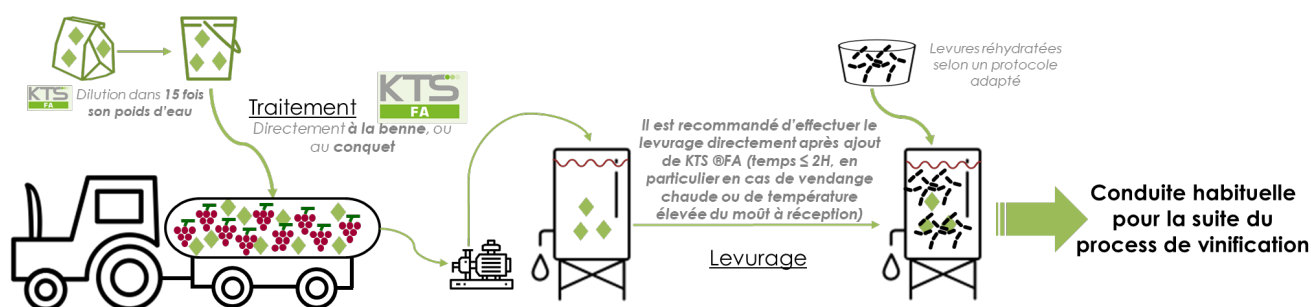 KTS
FA
Dilution dans 15 fois
son poids d'eau
Traitement
KTS
FA
Directement à la benne, ou
au conquet
Il est recommandé d'effectuer le
levurage directement après ajout
de KTS ®FA (temps ≤ 2H, en
particulier en cas de vendange
chaude ou de température
élevée du moût à réception)
Levurage
Levures réhydratées
selon un protocole
adapté
Conduite habituelle
pour la suite du
process de vinification